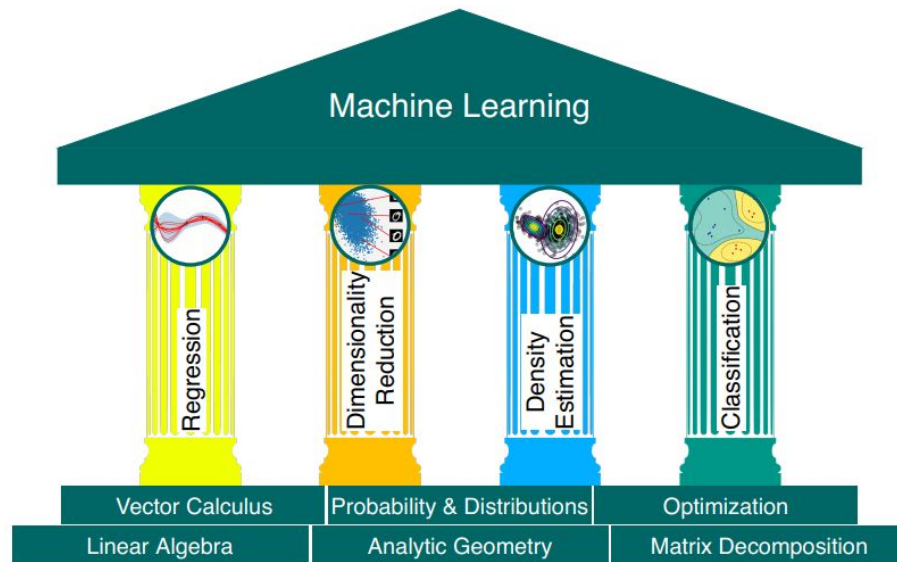 Machine Learning
Regression
Dimensionality
Reduction
Density
Estimation
Classification
Vector Calculus
Probability & Distributions
Optimization
Linear Algebra
Analytic Geometry
Matrix Decomposition